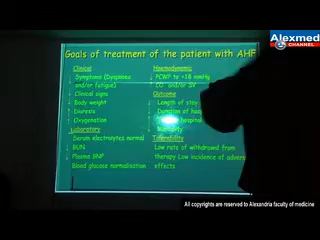 Alexmed
CHANNEL
Goals of treatment of the patient with AHF
Clinical
Symptoms (Dyspnea
and/or fatigue)
Clinical signs
Body weight
Diuresis
Oxygenation
Laboratory
Serum electrolytes normal
BUN
Plasma BNP
Blood glucose normalisation
Haemodynamic
PCWP to <18 mmHg
CO and/or SV
Outcome
Length of stay
Duration of
hospital
Tolerability
Low rate of withdrawal from
therapy Low incidence of adverse
effects
All copyrights are reserved to Alexandria faculty of medicine